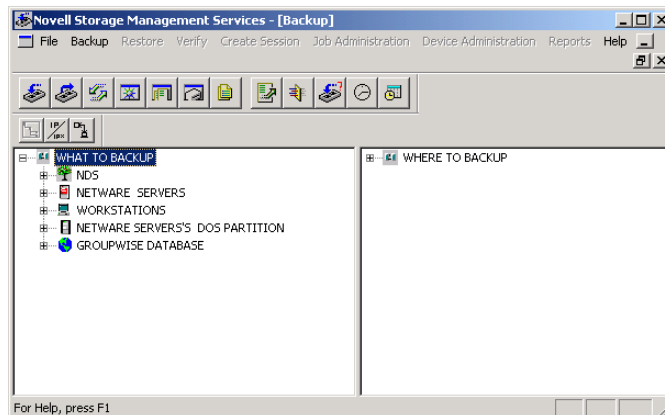 Novell Storage Management Services - [Backup]
File Backup Restore Verify Create Session Job Administration Device Administration Reports Help
IP/ IPX
WHAT TO BACKUP
NDS
NETWARE SERVERS
WORKSTATIONS
NETWARE SERVERS'S DOS PARTITION
GROUPWISE DATABASE
WHERE TO BACKUP
For Help, press F1